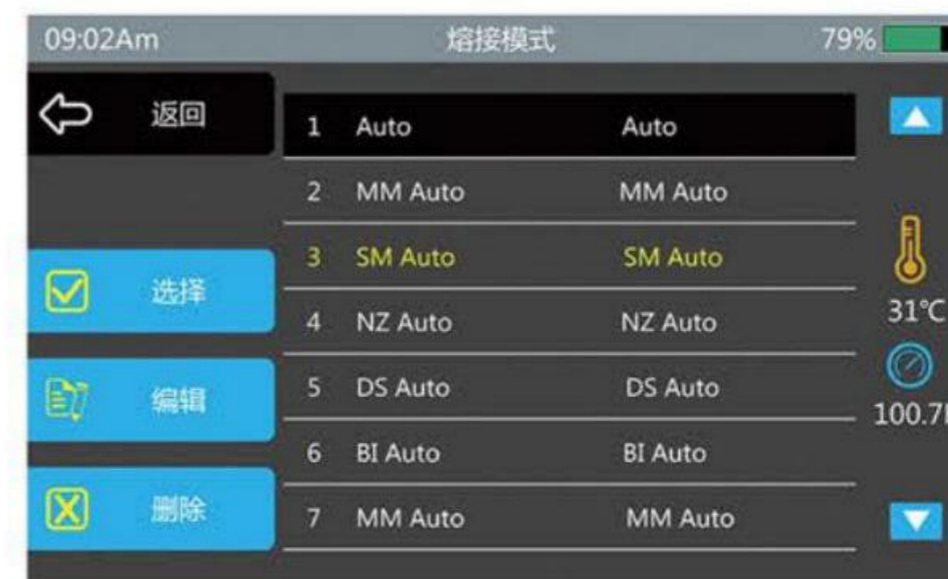 09:02Am 熔接模式 79%
返回
1 Auto Auto
2 MM Auto MM Auto
3 SM Auto SM Auto
选择
31°C
4 NZ Auto NZ Auto
编辑
5 DS Auto DS Auto
100.7
6 BI Auto BI Auto
删除
7 MM Auto MM Auto